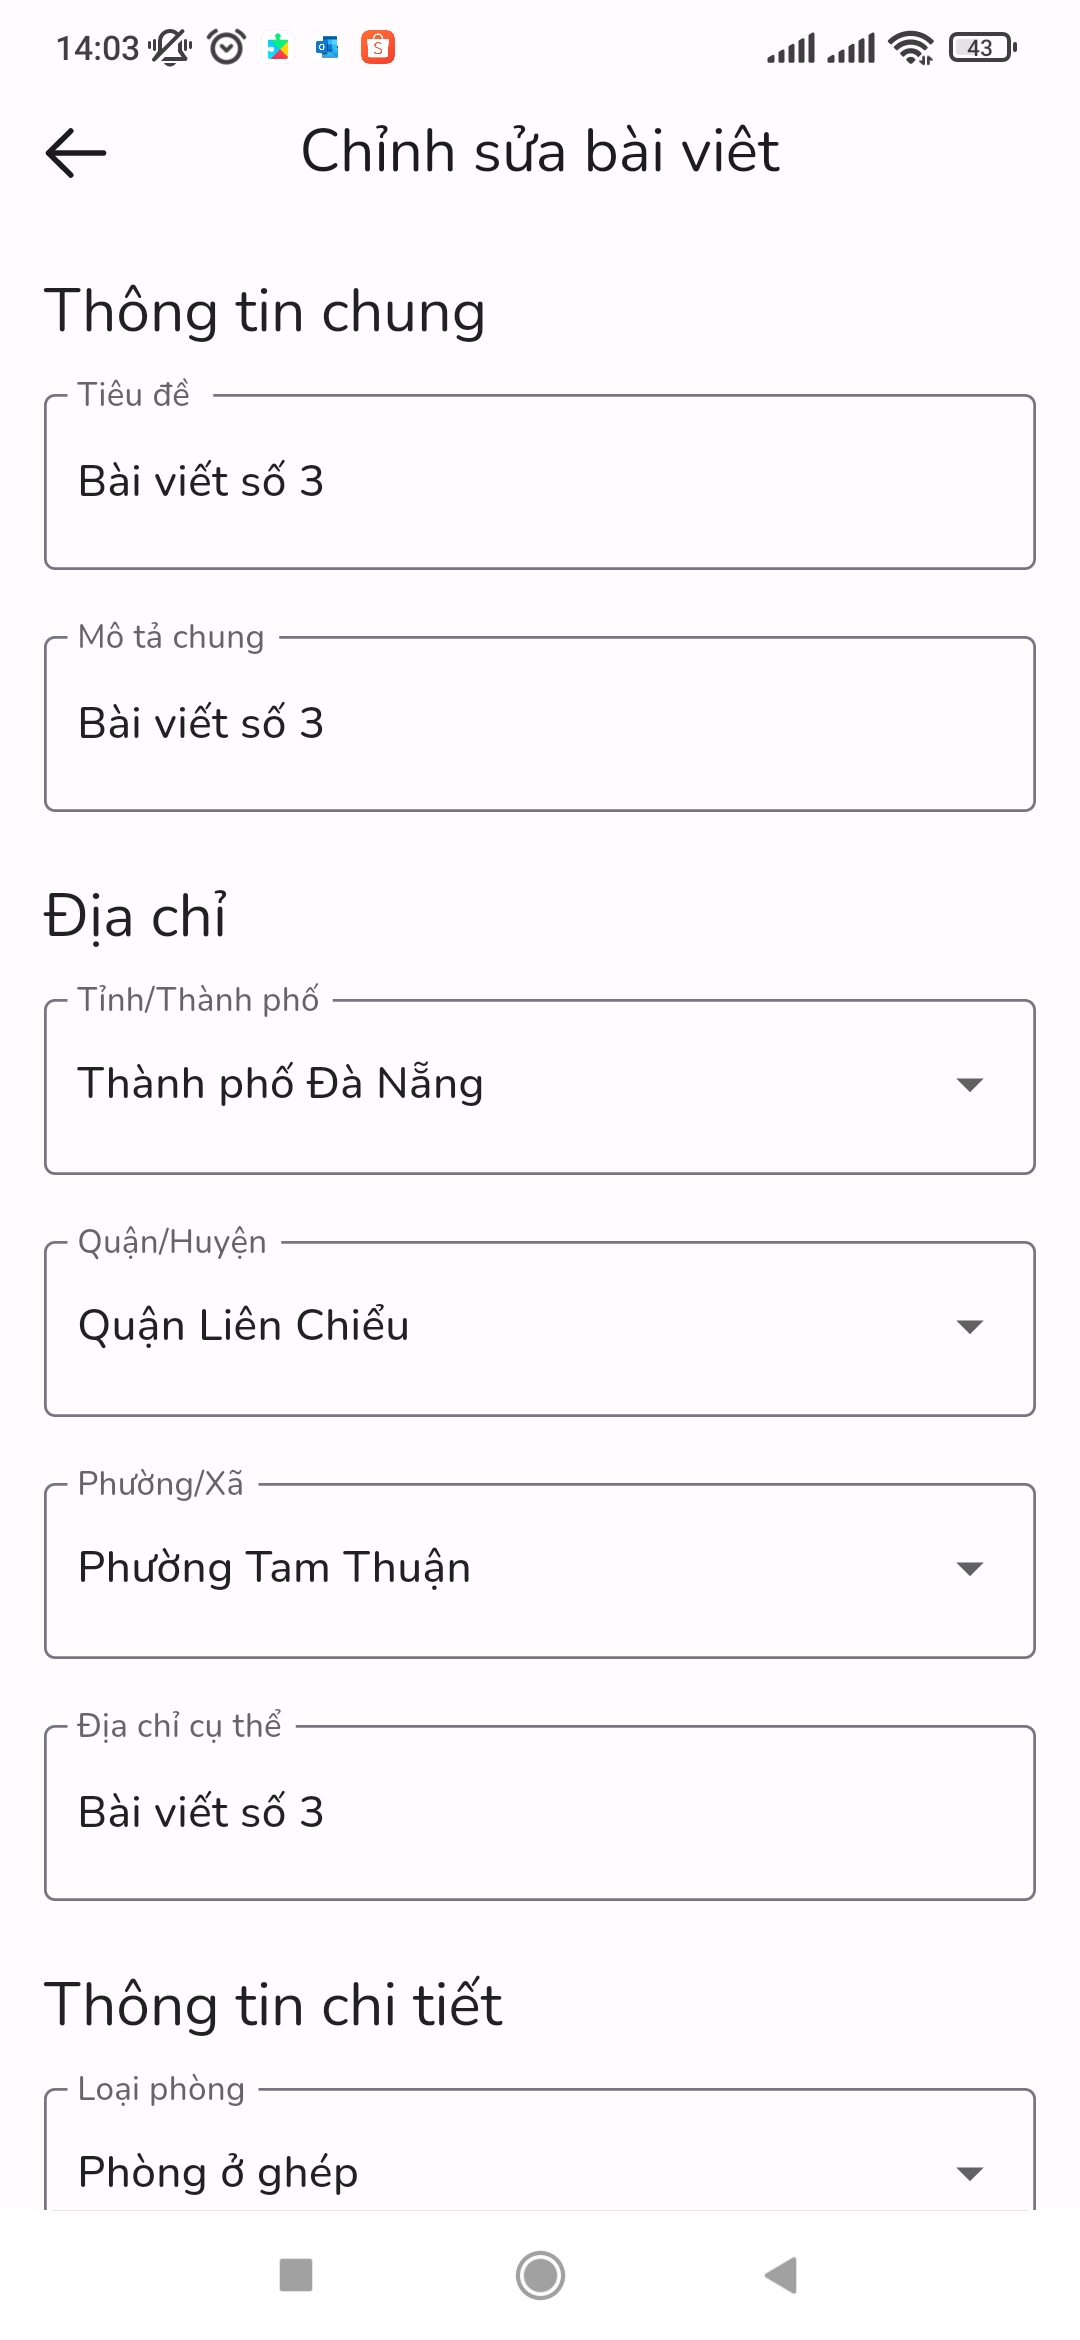 14:03
43
Chỉnh sửa bài viêt
Thông tin chung
Tiêu đề
Bài viết số 3
Mô tả chung
Bài viết số 3
Địa chỉ
Tỉnh/Thành phố
Thành phố Đà Nẵng
Quận/Huyện
Quận Liên Chiểu
Phường/Xã
Phường Tam Thuận
Địa chỉ cụ thể
Bài viết số 3
Thông tin chi tiết
Loại phòng
Phòng ở ghép